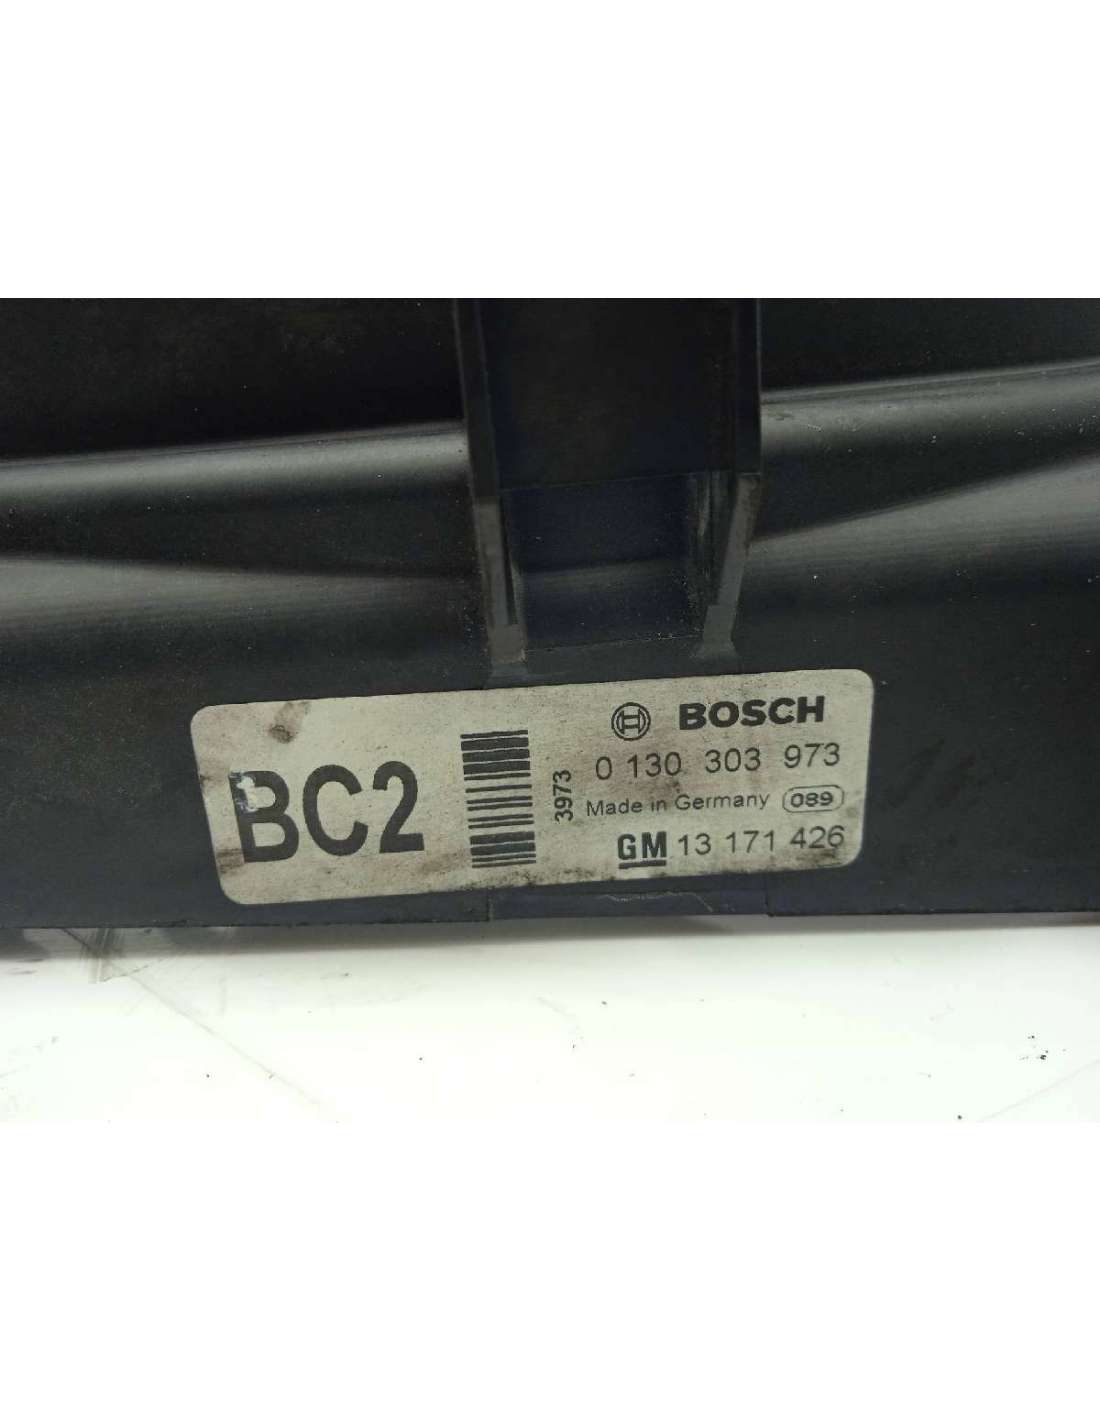 BC2
3973
BOSCH
0 130 303 973
Made in Germany 089
GM 13 171 426